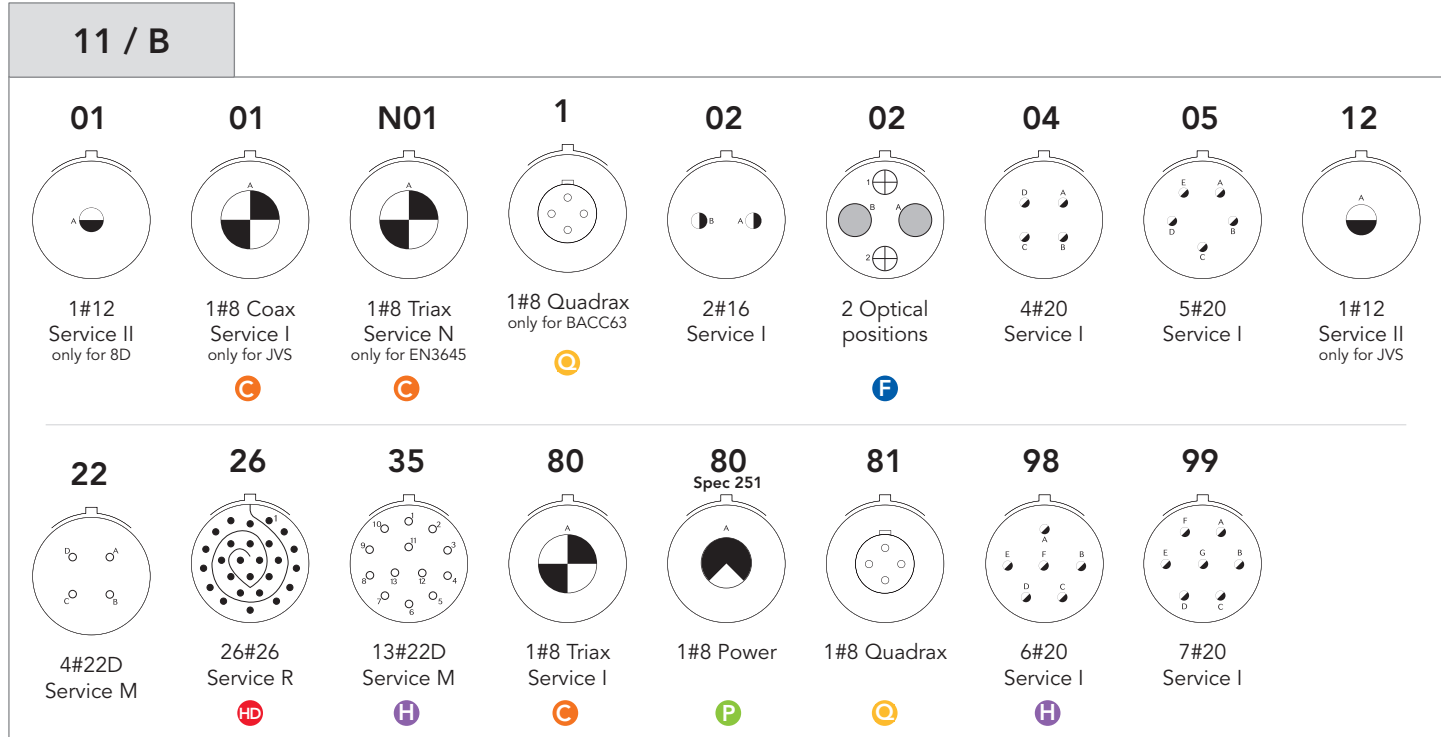 11 / B
01
01
N01
1
02
02
04
05
12
A
A
A
B A
1
B A
2
D A
C B
E A
D B
C
A
1#12
Service II
only for 8D
1#8 Coax
Service I
only for JVS
C
1#8 Triax
Service N
only for EN3645
C
1#8 Quadrax
only for BACC63
Q
2#16
Service I
2 Optical
positions
F
4#20
Service I
5#20
Service I
1#12
Service II
only for JVS
22
26
35
80
80
Spec 251
81
98
99
D A
C B
1
10 1 2
9 11 3
8 13 12 4
7 6 5
A
A
A
E F B
D C
F A
E G B
D C
4#22D
Service M
26#26
Service R
HD
13#22D
Service M
H
1#8 Triax
Service I
C
1#8 Power
P
1#8 Quadrax
Q
6#20
Service I
H
7#20
Service I